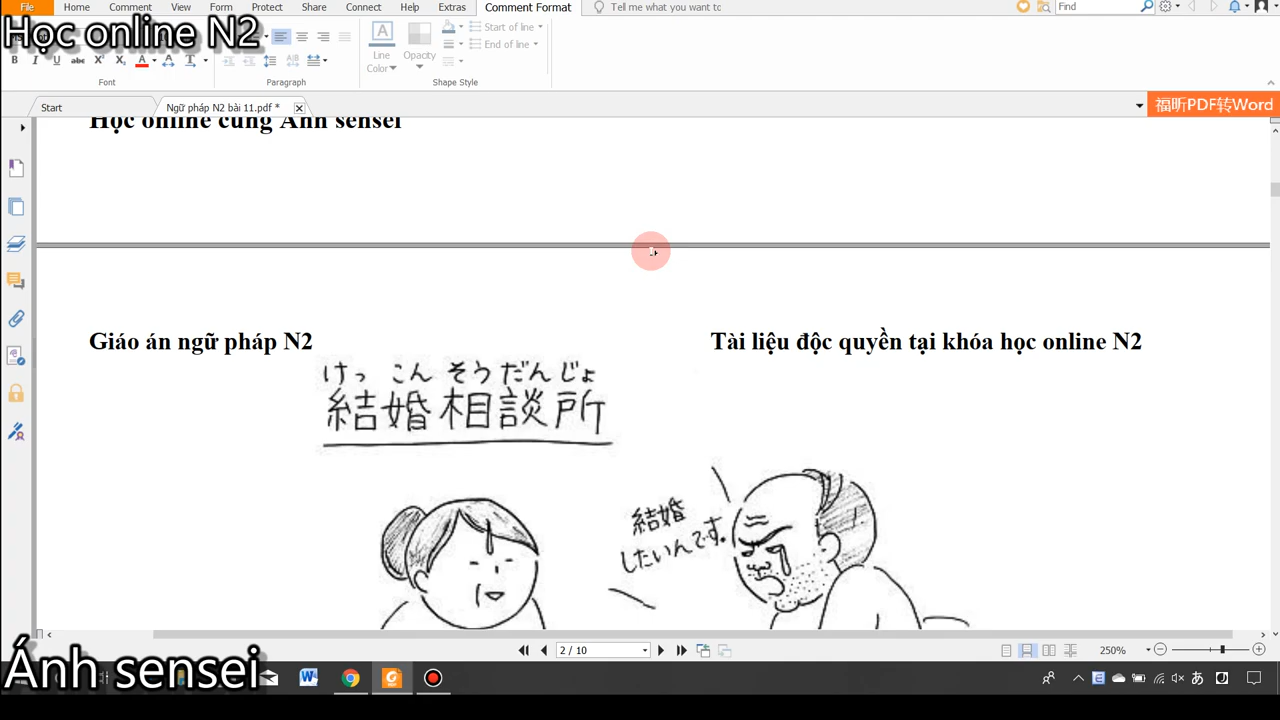 File Home Comment View Form Protect Share Connect Help Extras Comment Format Tell me what you want to Find
Học online N2
Line Color
Opacity
Start of line
End of line
Font Paragraph Shape Style
Start Ngữ pháp N2 bài 11.pdf * 福昕PDF转Word
Học online cùng Ánh sensei
Giáo án ngữ pháp N2 Tài liệu độc quyền tại khóa học online N2
けっ こん そう だん じょ
結婚相談所
結婚
したいんです。
2 / 10 250%
Ánh sensei